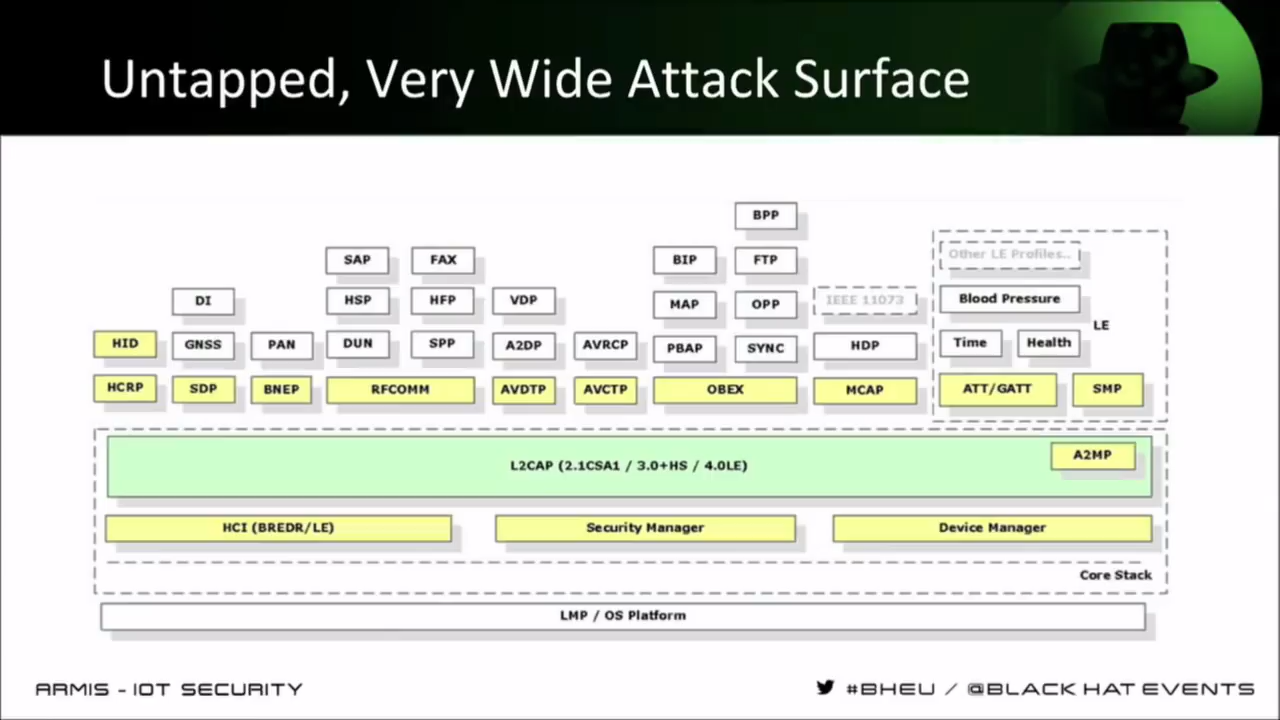 Untapped, Very Wide Attack Surface
BPP
SAP FAX BIP FTP Other LE Profiles..
DI HSP HFP VDP MAP OPP IEEE 11073 Blood Pressure
LE
HID GNSS PAN DUN SPP A2DP AVRCP PBAP SYNC HDP Time Health
HCRP SDP BNEP RFCOMM AVDTP AVCTP OBEX MCAP ATT/GATT SMP
A2MP
L2CAP (2.1CSA1 / 3.0+HS / 4.0LE)
HCI (BREDR/LE) Security Manager Device Manager
Core Stack
LMP / OS Platform
ARMIS - IOT SECURITY #BHEU / @BLACK HAT EVENTS